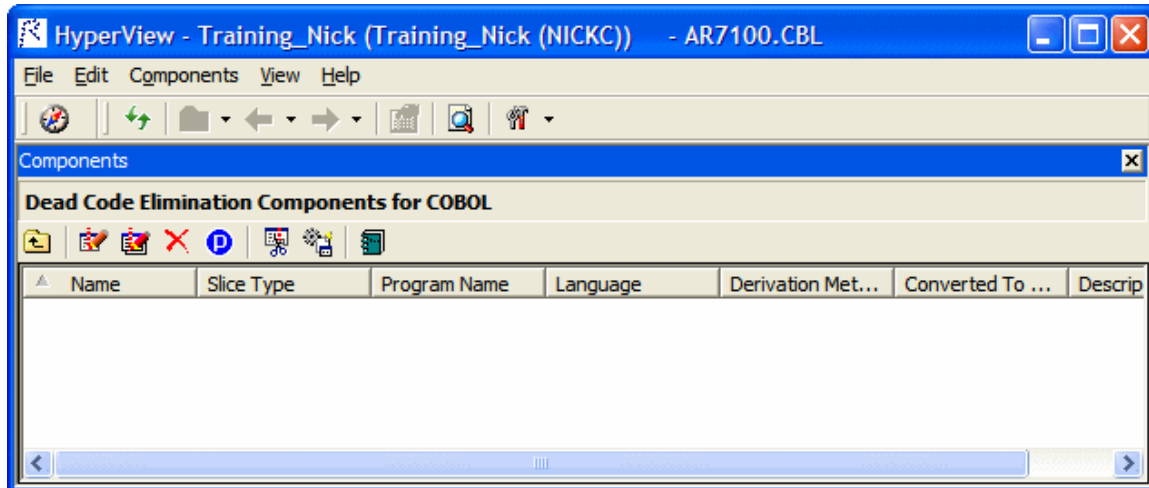 HyperView - Training_Nick (Training_Nick (NICKC)) - AR7100.CBL
File Edit Components View Help
Components
Dead Code Elimination Components for COBOL
Name Slice Type Program Name Language Derivation Met... Converted To ... Descrip